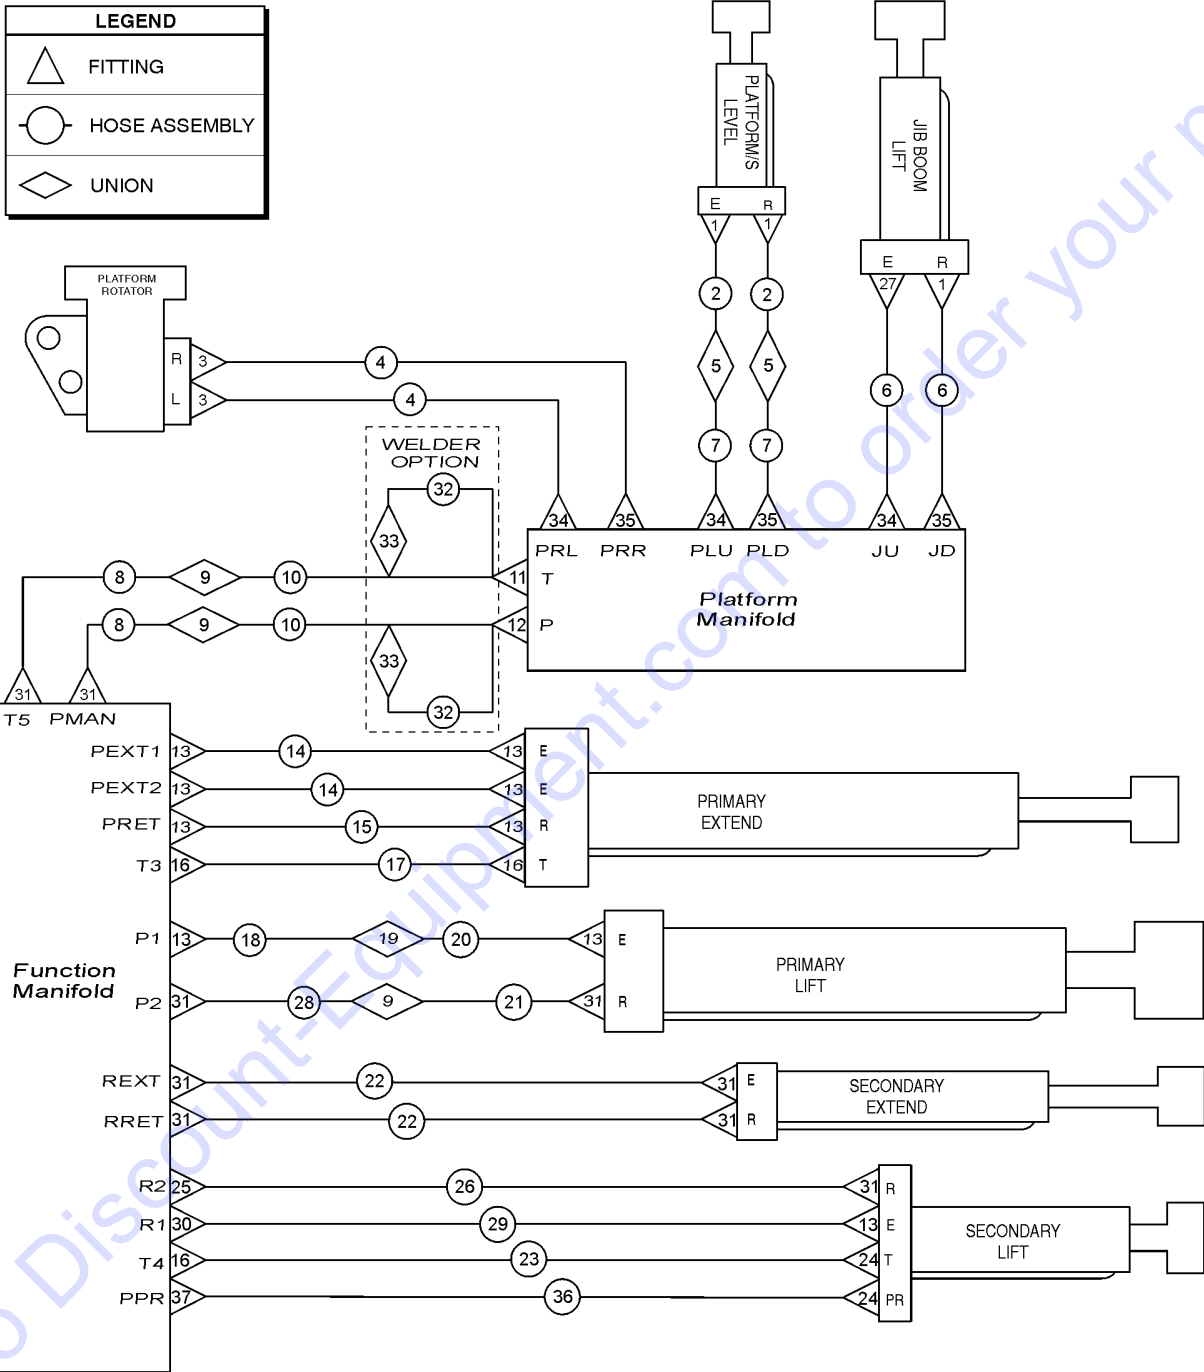 LEGEND
FITTING
HOSE ASSEMBLY
UNION
PLATFORM/S
LEVEL
E R
1 1
2 2
5 5
7 7
JIB BOOM
LIFT
E R
27 1
6 6
PLATFORM
ROTATOR
R 3 4
L 3 4
WELDER
OPTION
32
33
33
32
34 35 34 35 34 35
PRL PRR PLU PLD JU JD
8 9 10 11 T
8 9 10 12 P
Platform
Manifold
31 31
T5 PMAN
PEXT1 13 14 13 E
PEXT2 13 14 13 E
PRET 13 15 13 R
T3 16 17 16 T
PRIMARY
EXTEND
P1 13 18 19 20 13 E
P2 31 28 9 21 31 R
PRIMARY
LIFT
Function
Manifold
REXT 31 22 31 E
RRET 31 22 31 R
SECONDARY
EXTEND
R2 25 26 31 R
R1 30 29 13 E
T4 16 23 24 T
PPR 37 36 24 PR
SECONDARY
LIFT
o Discount-Equipment.com to order your p